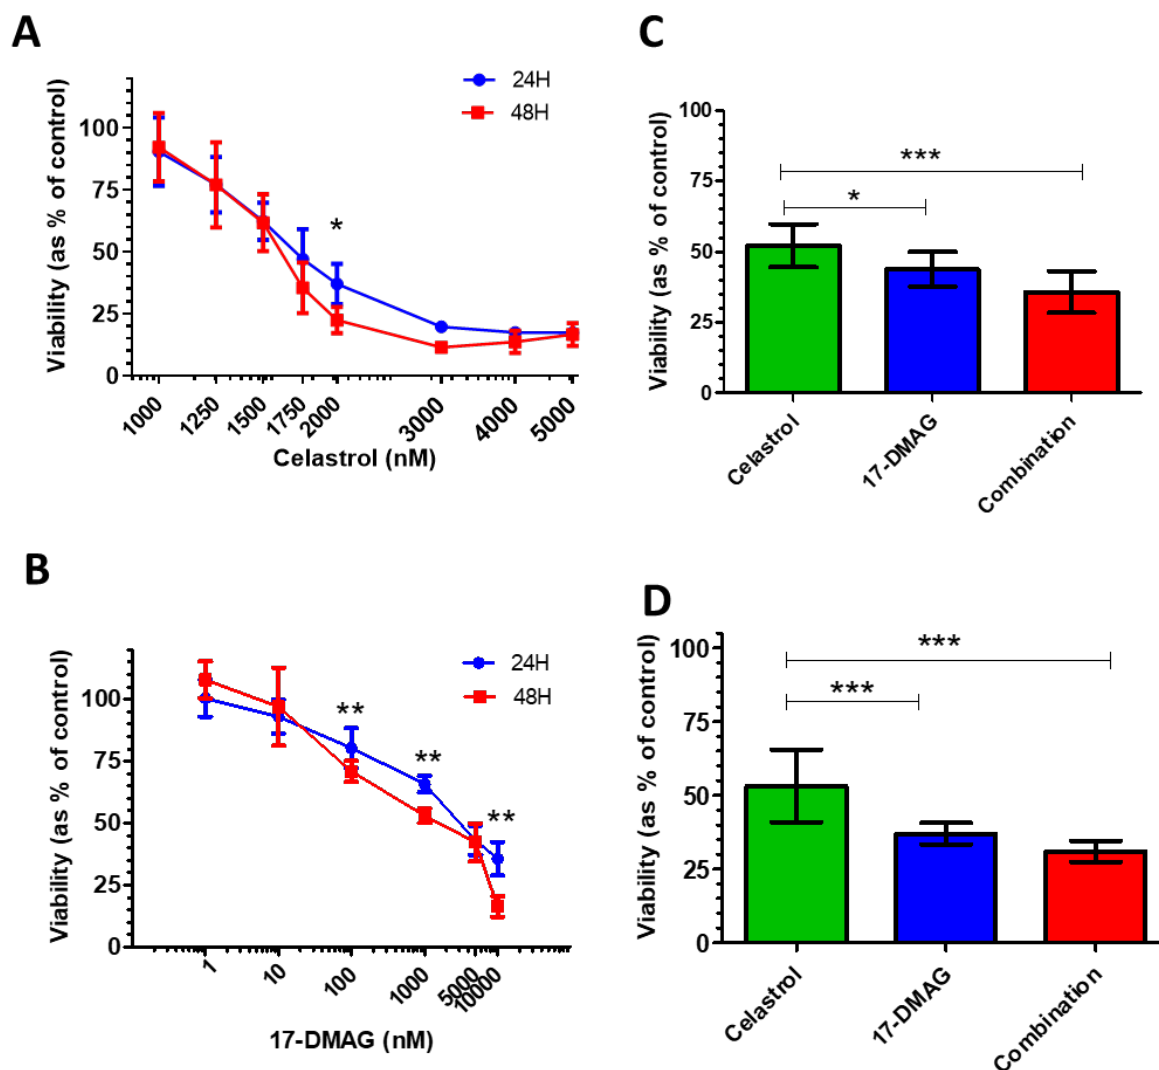 A
Viability (as % of control)
100
75
50
25
0
24H
48H
*
1000
1250
1500
1750
2000
3000
4000
5000
Celastrol (nM)
B
Viability (as % of control)
100
75
50
25
0
24H
48H
**
**
**
1
10
100
1000
5000
10000
17-DMAG (nM)
C
Viability (as % of control)
100
75
50
25
0
***
*
Celastrol
17-DMAG
Combination
D
Viability (as % of control)
100
75
50
25
0
***
***
Celastrol
17-DMAG
Combination